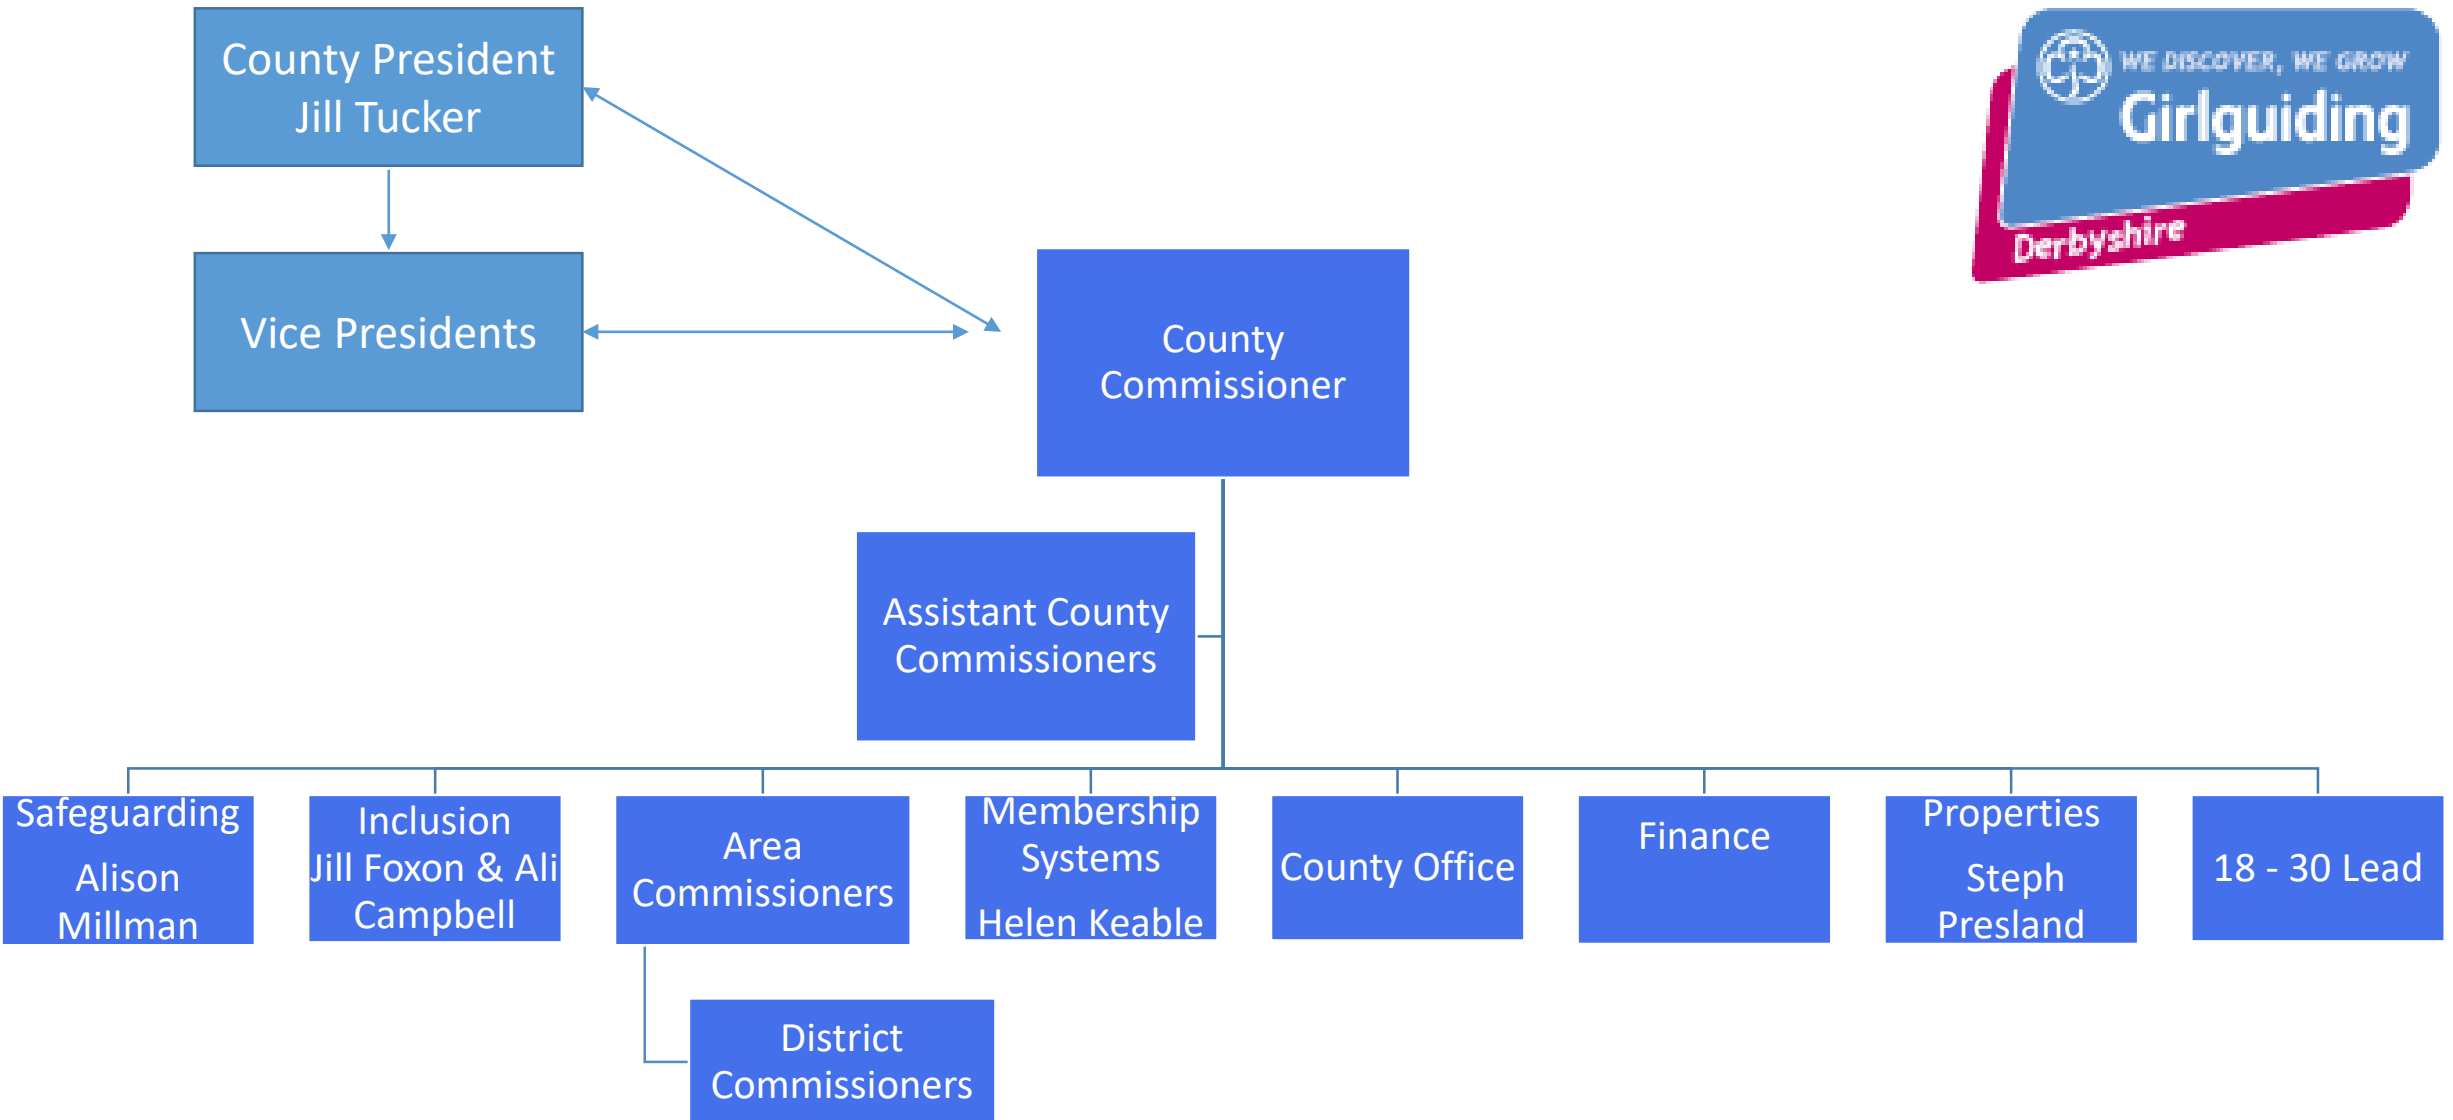 County President
Jill Tucker
WE DISCOVER, WE GROW
Girlguiding
Derbyshire
Vice Presidents
County
Commissioner
Assistant County
Commissioners
Safeguarding
Alison
Millman
Inclusion
Jill Foxon & Ali
Campbell
Area
Commissioners
Membership
Systems
Helen Keable
County Office
Finance
Properties
Steph
Presland
18 - 30 Lead
District
Commissioners